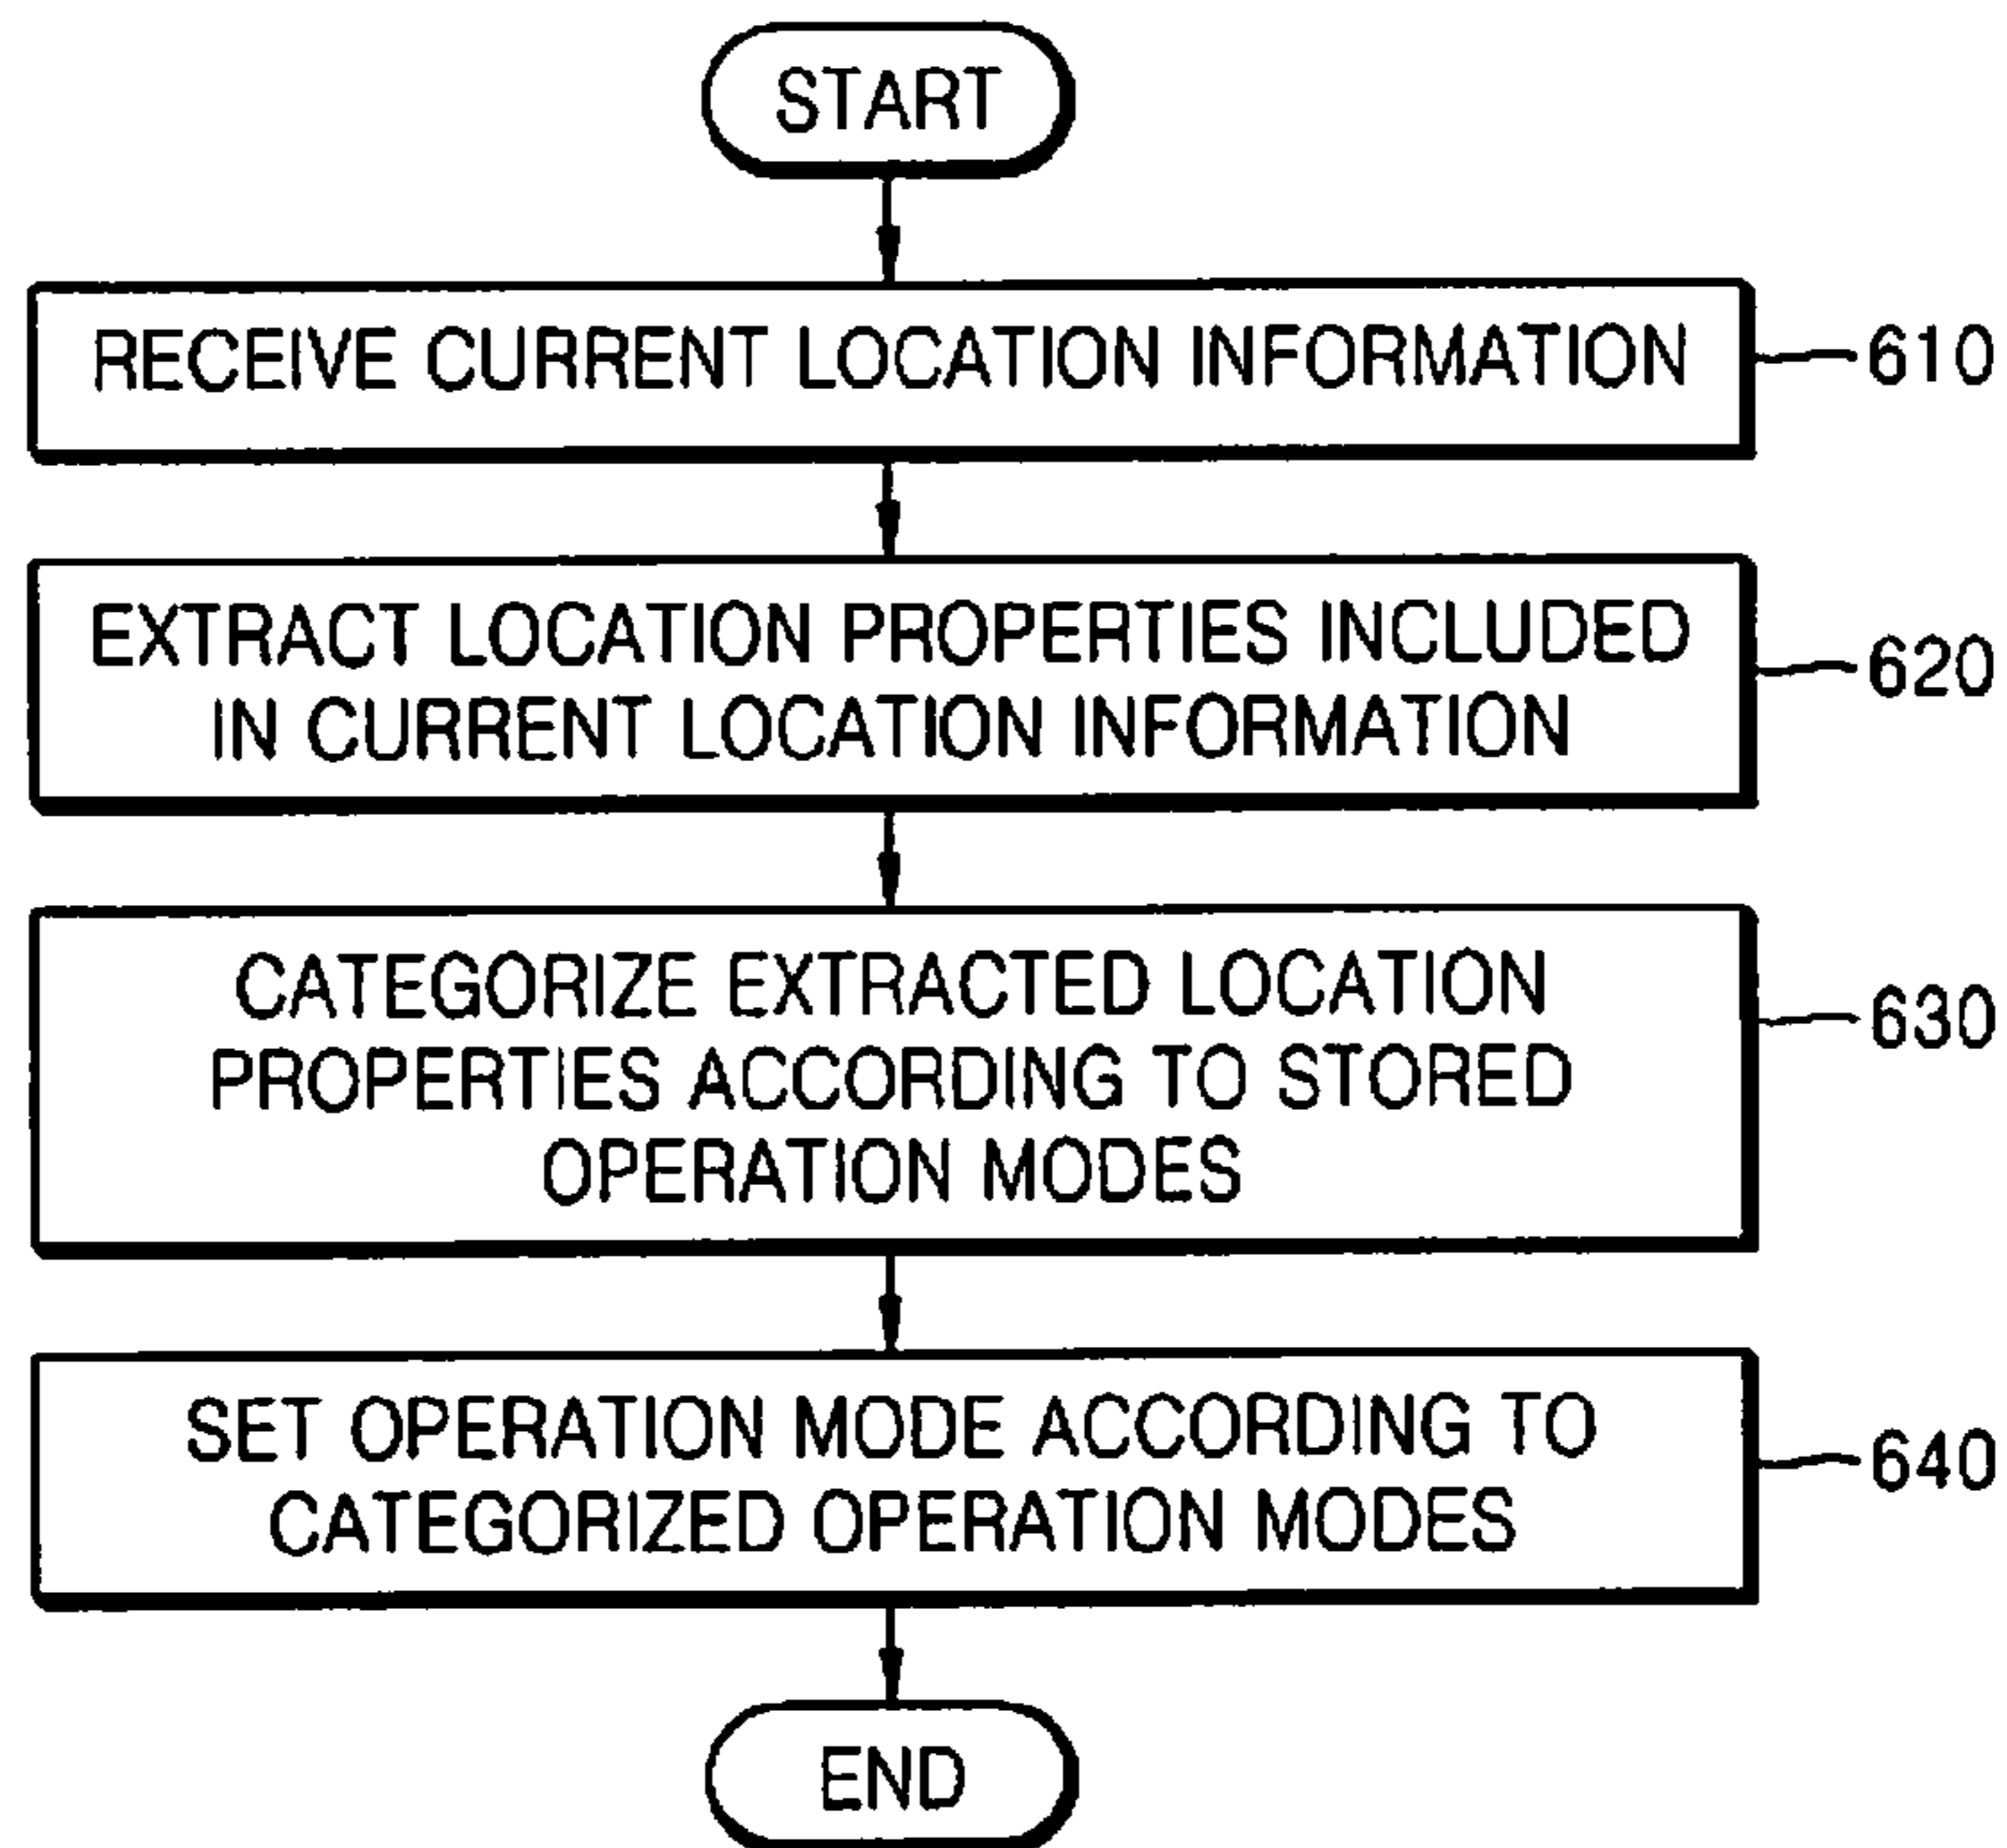 START
RECEIVE CURRENT LOCATION INFORMATION
610
EXTRACT LOCATION PROPERTIES INCLUDED
IN CURRENT LOCATION INFORMATION
620
CATEGORIZE EXTRACTED LOCATION
PROPERTIES ACCORDING TO STORED
OPERATION MODES
630
SET OPERATION MODE ACCORDING TO
CATEGORIZED OPERATION MODES
640
END